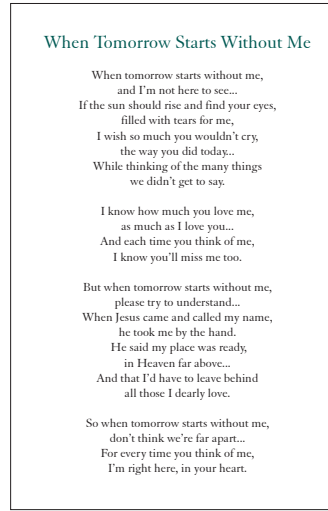 When Tomorrow Starts Without Me
When tomorrow starts without me,
and I'm not here to see...
If the sun should rise and find your eyes,
filled with tears for me,
I wish so much you wouldn't cry,
the way you did today...
While thinking of the many things
we didn't get to say.
I know how much you love me,
as much as I love you...
And each time you think of me,
I know you'll miss me too.
But when tomorrow starts without me,
please try to understand...
When Jesus came and called my name,
he took me by the hand.
He said my place was ready,
in Heaven far above...
And that I'd have to leave behind
all those I dearly love.
So when tomorrow starts without me,
don't think we're far apart...
For every time you think of me,
I'm right here, in your heart.